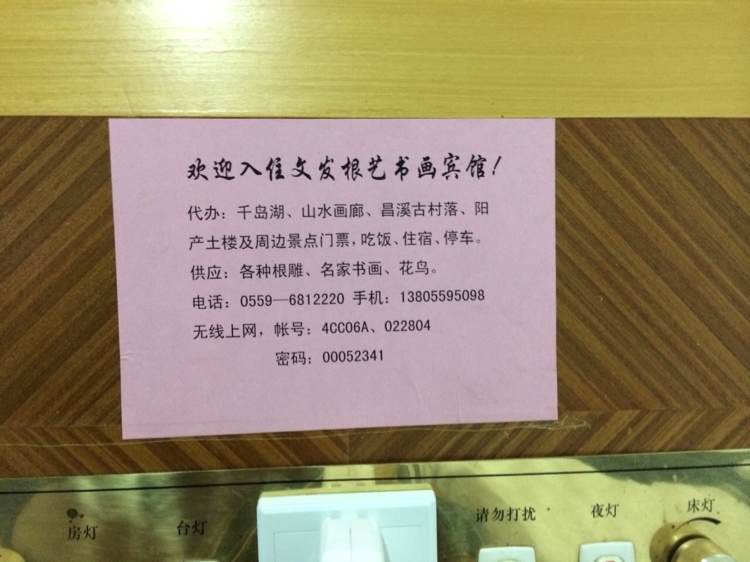 欢迎入住文发根艺书画宾馆！
代办：千岛湖、山水画廊、昌溪古村落、阳
产土楼及周边景点门票，吃饭、住宿、停车。
供应：各种根雕、名家书画、花鸟。
电话：0559—6812220 手机：13805595098
无线上网，帐号：4CC06A、022804
密码：00052341
房灯 台灯 请勿打扰 夜灯 床灯